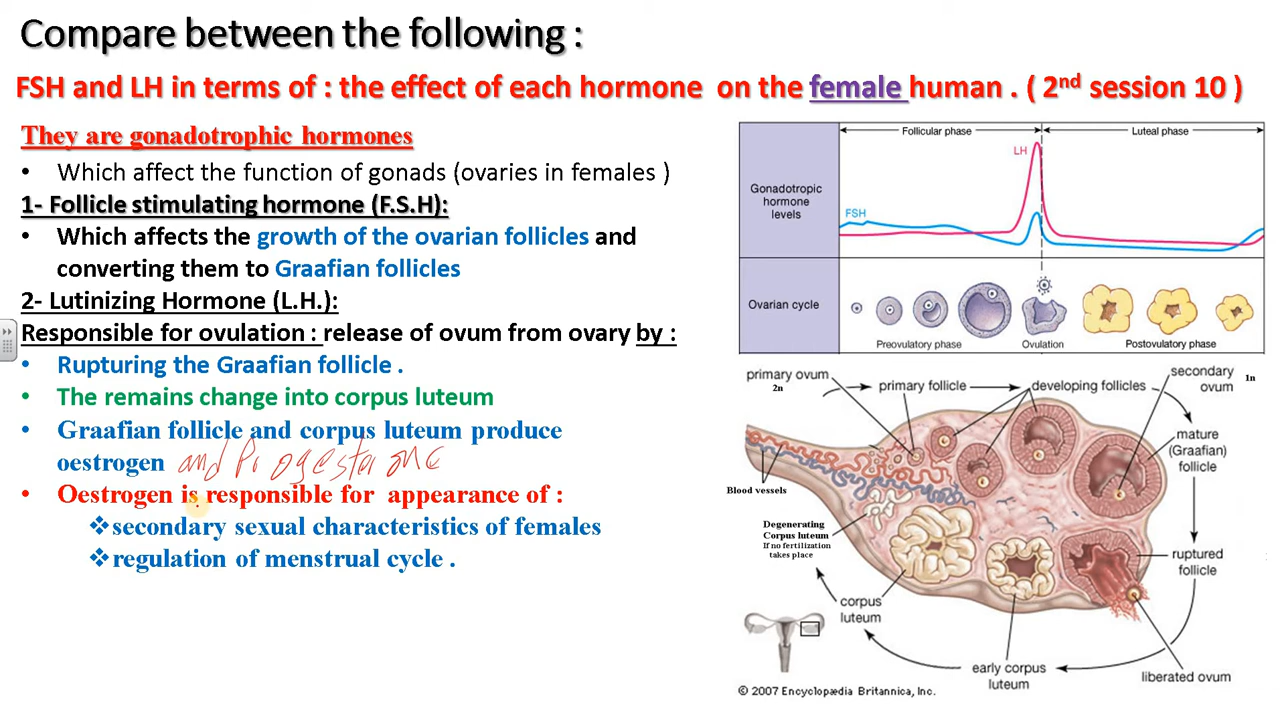 Compare between the following :
FSH and LH in terms of : the effect of each hormone on the female human . ( 2nd session 10 )
They are gonadotrophic hormones
• Which affect the function of gonads (ovaries in females )
1- Follicle stimulating hormone (F.S.H):
• Which affects the growth of the ovarian follicles and
converting them to Graafian follicles
2- Lutinizing Hormone (L.H.):
Responsible for ovulation : release of ovum from ovary by :
• Rupturing the Graafian follicle .
• The remains change into corpus luteum
• Graafian follicle and corpus luteum produce
oestrogen and Progesterone
• Oestrogen is responsible for appearance of :
❖secondary sexual characteristics of females
❖regulation of menstrual cycle .
Follicular phase
Luteal phase
LH
Gonadotropic
hormone
levels
FSH
Ovarian cycle
Preovulatory phase
Ovulation
Postovulatory phase
primary ovum
2n
primary follicle
developing follicles
secondary
ovum
1n
mature
(Graafian)
follicle
Blood vessels
Degenerating
Corpus luteum
If no fertilization
takes place
ruptured
follicle
corpus
luteum
early corpus
luteum
liberated ovum
© 2007 Encyclopædia Britannica, Inc.